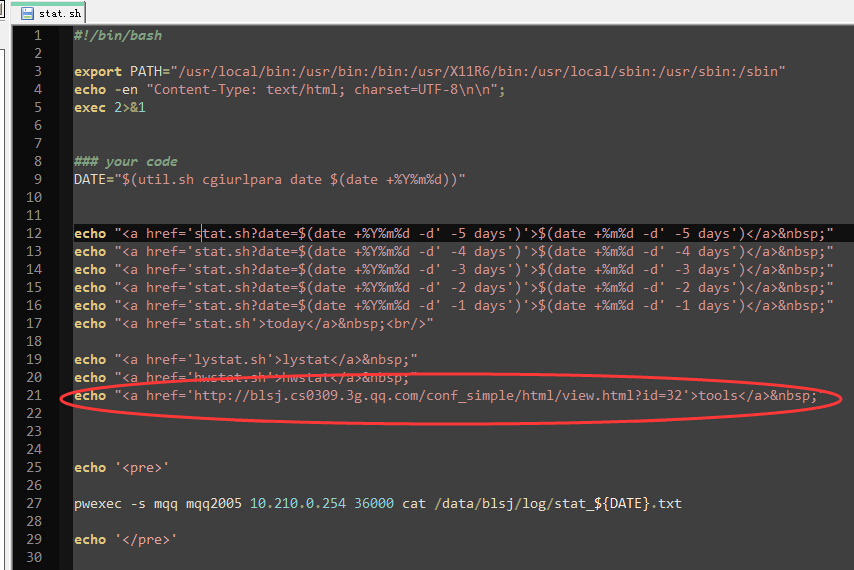 stat.sh
1 #!/bin/bash
2
3 export PATH="/usr/local/bin:/usr/bin:/bin:/usr/X11R6/bin:/usr/local/sbin:/usr/sbin:/sbin"
4 echo -en "Content-Type: text/html; charset=UTF-8\n\n";
5 exec 2>&1
6
7
8 ### your code
9 DATE="$(util.sh cgiurlpara date $(date +%Y%m%d))"
10
11
12 echo "<a href='stat.sh?date=$(date +%Y%m%d -d' -5 days')'>$(date +%m%d -d' -5 days')</a>&nbsp;"
13 echo "<a href='stat.sh?date=$(date +%Y%m%d -d' -4 days')'>$(date +%m%d -d' -4 days')</a>&nbsp;"
14 echo "<a href='stat.sh?date=$(date +%Y%m%d -d' -3 days')'>$(date +%m%d -d' -3 days')</a>&nbsp;"
15 echo "<a href='stat.sh?date=$(date +%Y%m%d -d' -2 days')'>$(date +%m%d -d' -2 days')</a>&nbsp;"
16 echo "<a href='stat.sh?date=$(date +%Y%m%d -d' -1 days')'>$(date +%m%d -d' -1 days')</a>&nbsp;"
17 echo "<a href='stat.sh'>today</a>&nbsp;<br/>"
18
19 echo "<a href='lystat.sh'>lystat</a>&nbsp;"
20 echo "<a href='hwstat.sh'>hwstat</a>&nbsp;"
21 echo "<a href='http://blsj.cs0309.3g.qq.com/conf_simple/html/view.html?id=32'>tools</a>&nbsp;"
22
23
24
25 echo '<pre>'
26
27 pwexec -s mqq mqq2005 10.210.0.254 36000 cat /data/blsj/log/stat_${DATE}.txt
28
29 echo '</pre>'
30